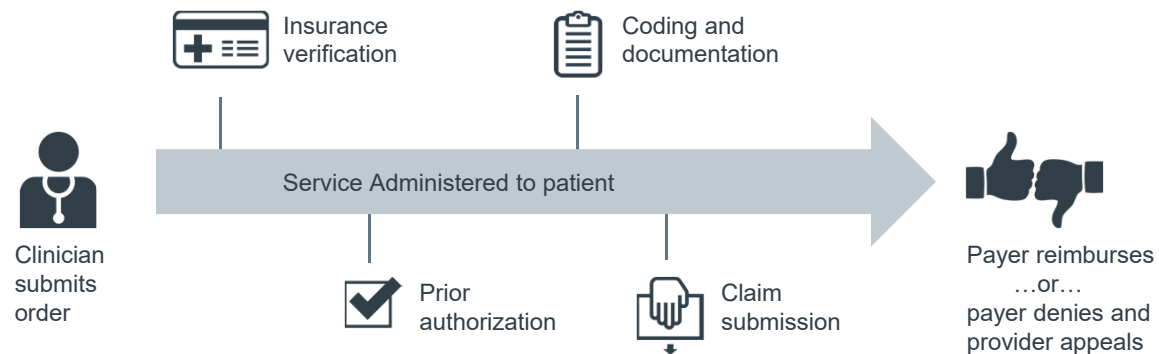 Insurance
verification
Coding and
documentation
Service Administered to patient
Clinician
submits
order
Prior
authorization
Claim
submission
Payer reimburses
…or…
payer denies and
provider appeals